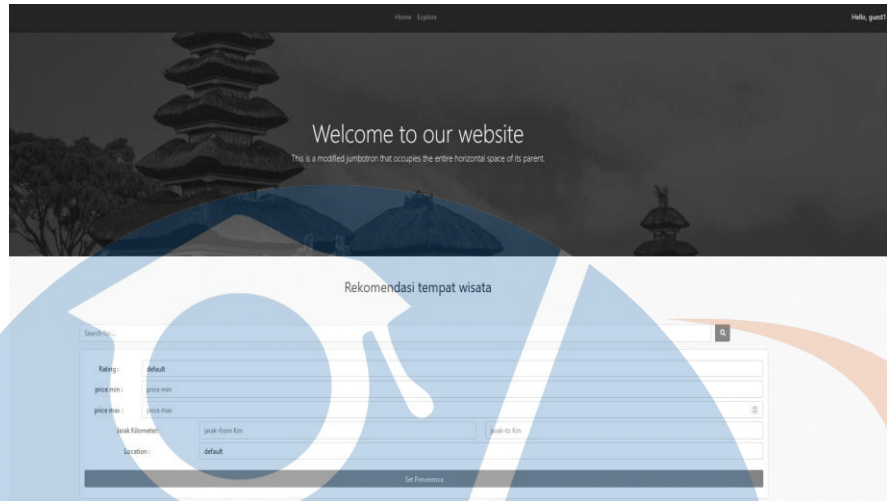 Home Explore
Hello, guest1
Welcome to our website
This is a modified jumbotron that occupies the entire horizontal space of its parent.
Rekomendasi tempat wisata
Search for...
Rating : default
price min : price min
price max : price max
Jarak Kilometer: jarak-from Km jarak-to Km
Location : default
Set Preverence